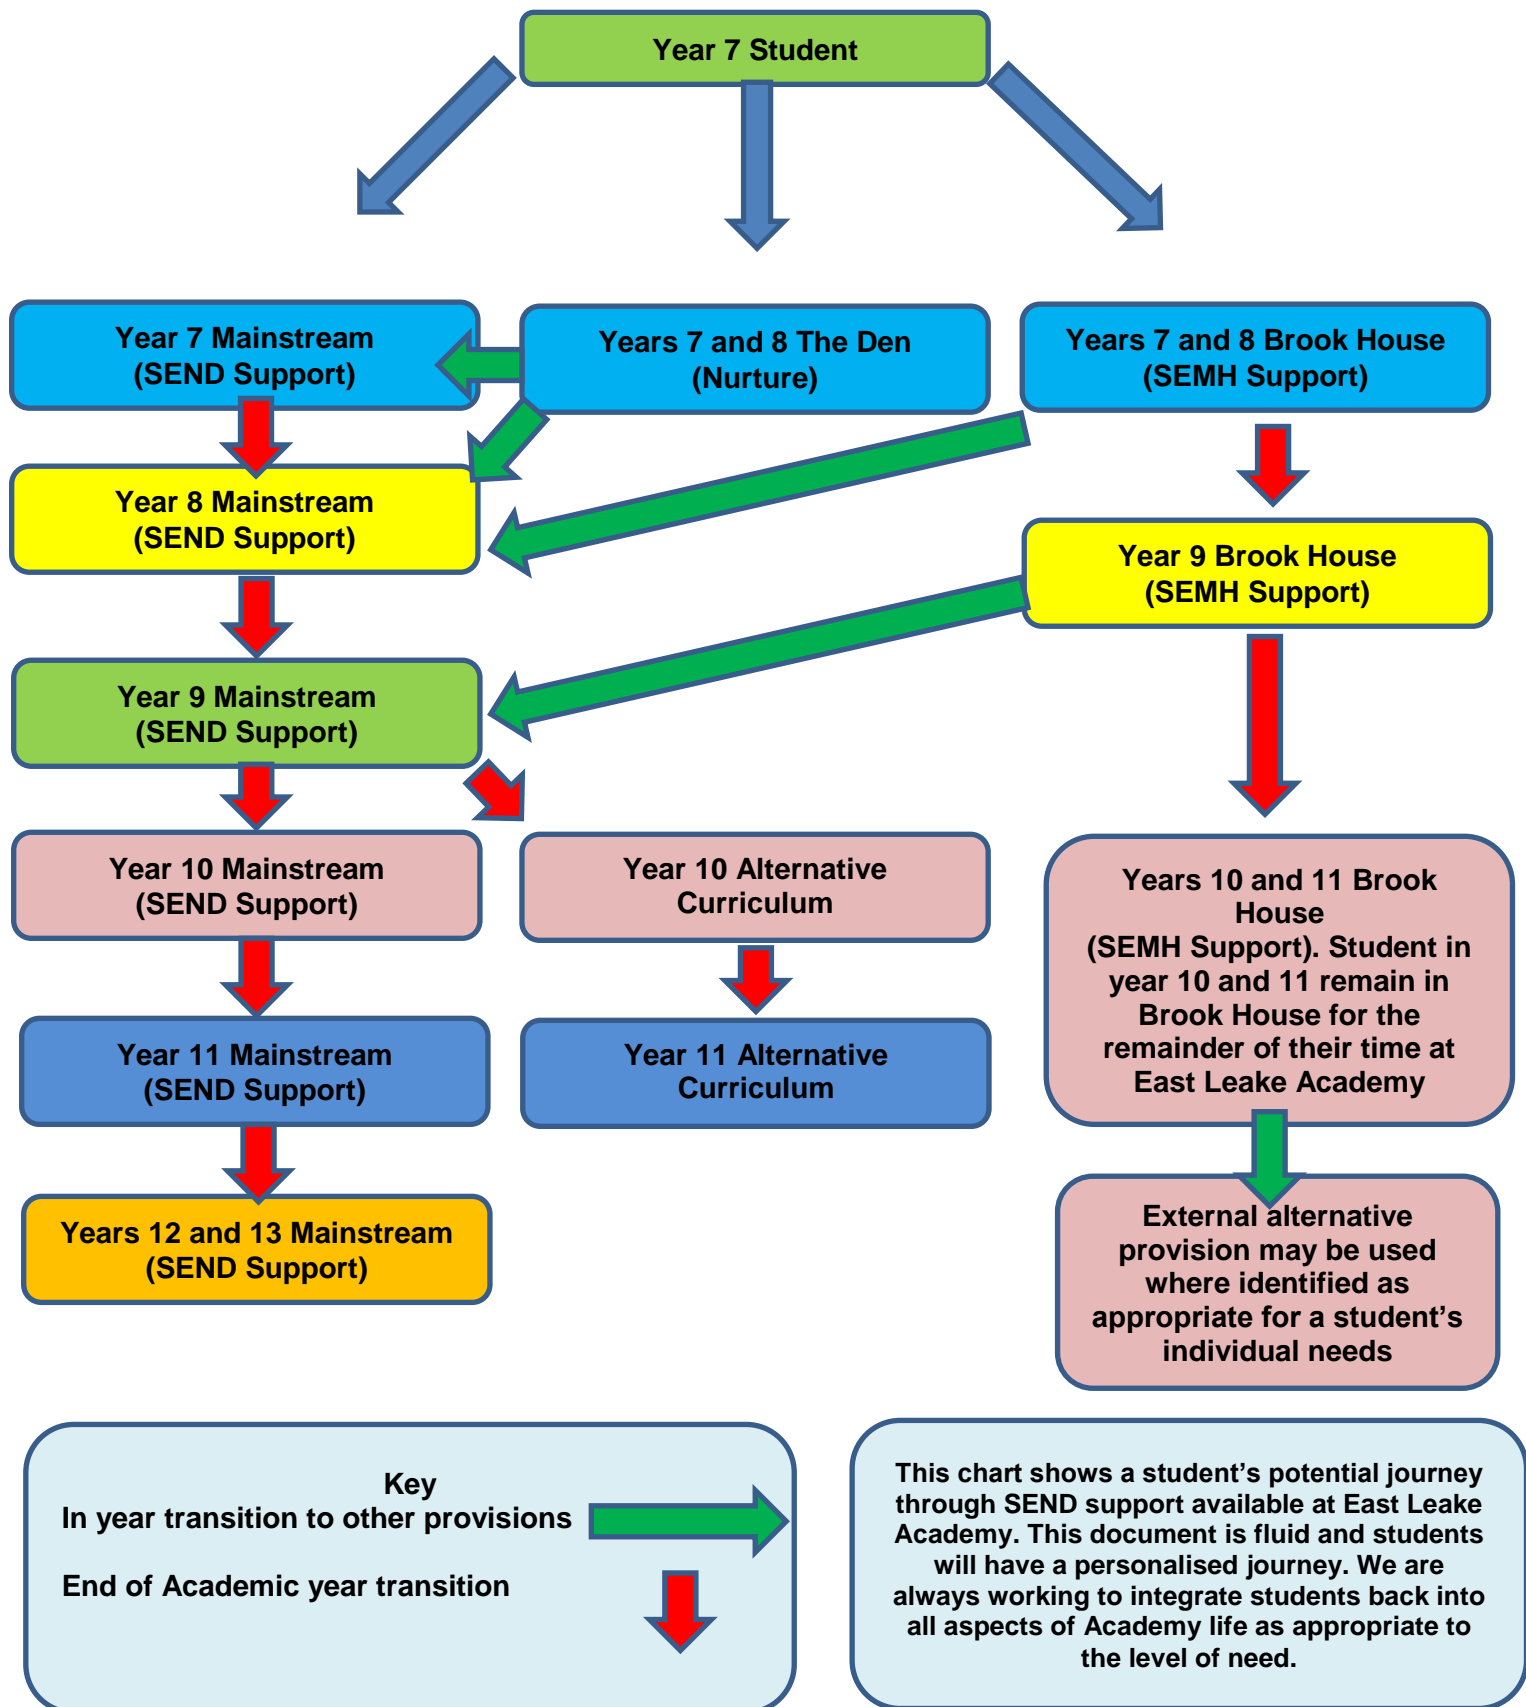 Year 7 Student
Year 7 Mainstream
(SEND Support)
Years 7 and 8 The Den
(Nurture)
Years 7 and 8 Brook House
(SEMH Support)
Year 8 Mainstream
(SEND Support)
Year 9 Brook House
(SEMH Support)
Year 9 Mainstream
(SEND Support)
Year 10 Mainstream
(SEND Support)
Year 10 Alternative
Curriculum
Years 10 and 11 Brook
House
(SEMH Support). Student in
year 10 and 11 remain in
Brook House for the
remainder of their time at
East Leake Academy
Year 11 Mainstream
(SEND Support)
Year 11 Alternative
Curriculum
Years 12 and 13 Mainstream
(SEND Support)
External alternative
provision may be used
where identified as
appropriate for a student’s
individual needs
Key
In year transition to other provisions
End of Academic year transition
This chart shows a student’s potential journey
through SEND support available at East Leake
Academy. This document is fluid and students
will have a personalised journey. We are
always working to integrate students back into
all aspects of Academy life as appropriate to
the level of need.